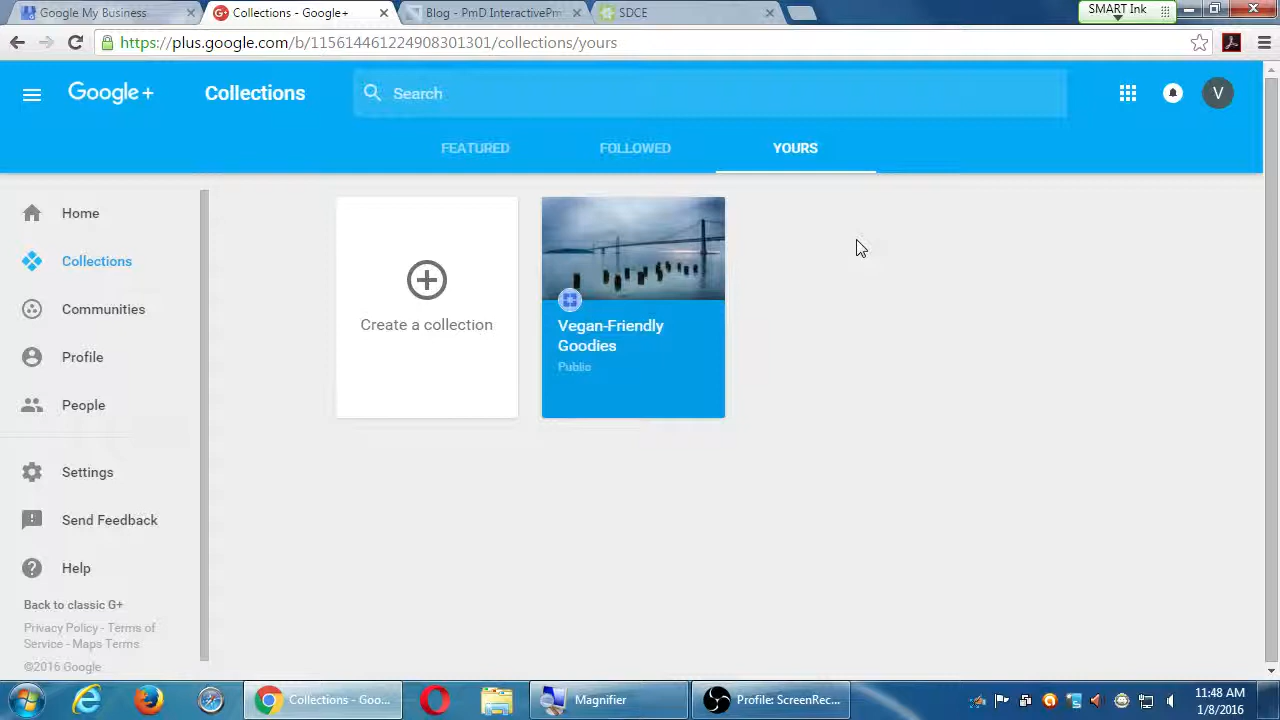 Google My Business
Collections - Google+
Blog - PmD InteractivePm
SDCE
SMART Ink
https://plus.google.com/b/115614461224908301301/collections/yours
Google+
Collections
Search
V
FEATURED
FOLLOWED
YOURS
Home
Collections
Communities
Profile
People
Settings
Send Feedback
Help
Back to classic G+
Privacy Policy - Terms of
Service - Maps Terms
©2016 Google
Create a collection
Vegan-Friendly
Goodies
Public
Collections - Goo...
Magnifier
Profile: ScreenRec...
11:48 AM
1/8/2016